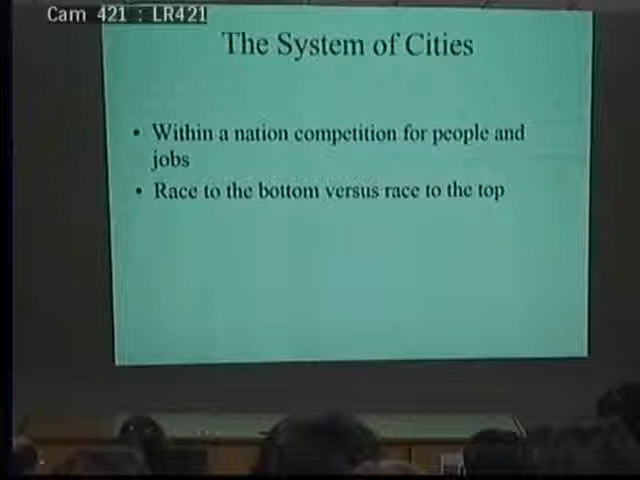 Cam 421 : LR421
The System of Cities
• Within a nation competition for people and
jobs
• Race to the bottom versus race to the top